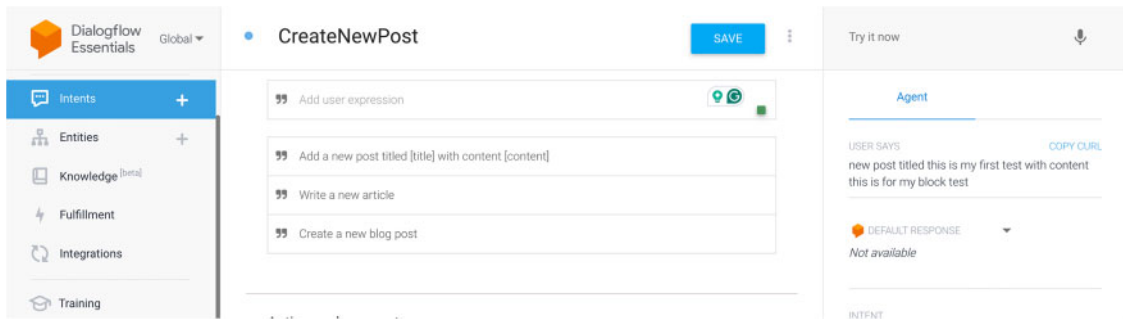 Dialogflow
Essentials
Global
CreateNewPost
SAVE
Try it now
Intents
Entities
Knowledge [beta]
Fulfillment
Integrations
Training
Add user expression
Add a new post titled [title] with content [content]
Write a new article
Create a new blog post
Agent
USER SAYS
COPY CURL
new post titled this is my first test with content
this is for my block test
DEFAULT RESPONSE
Not available
INTENT